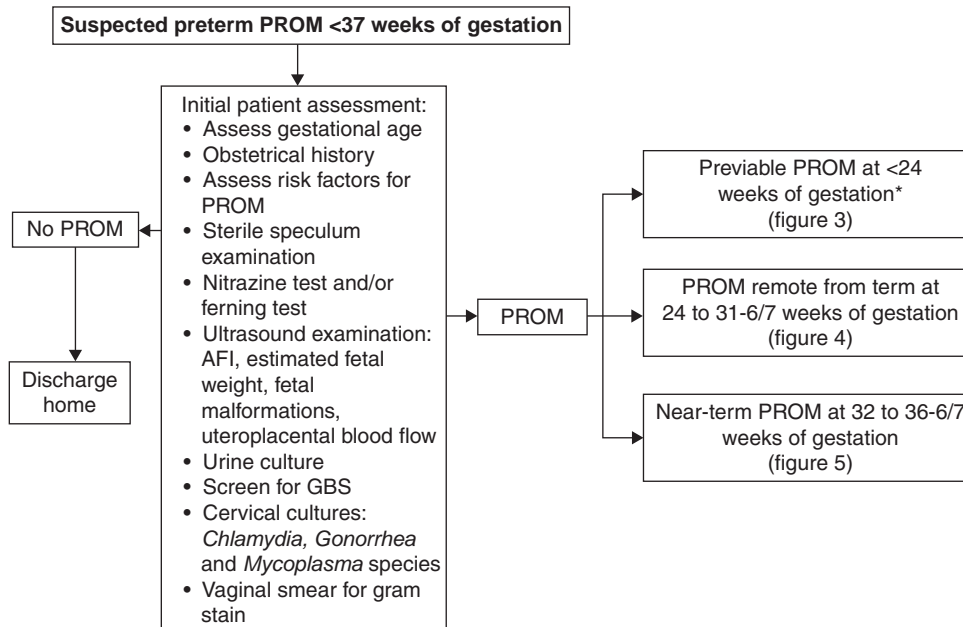 Suspected preterm PROM <37 weeks of gestation
Initial patient assessment:
• Assess gestational age
• Obstetrical history
• Assess risk factors for
PROM
• Sterile speculum
examination
• Nitrazine test and/or
ferning test
• Ultrasound examination:
AFI, estimated fetal
weight, fetal
malformations,
uteroplacental blood flow
• Urine culture
• Screen for GBS
• Cervical cultures:
Chlamydia, Gonorrhea
and Mycoplasma species
• Vaginal smear for gram
stain
No PROM
Discharge
home
PROM
Previable PROM at <24
weeks of gestation*
(figure 3)
PROM remote from term at
24 to 31-6/7 weeks of gestation
(figure 4)
Near-term PROM at 32 to 36-6/7
weeks of gestation
(figure 5)